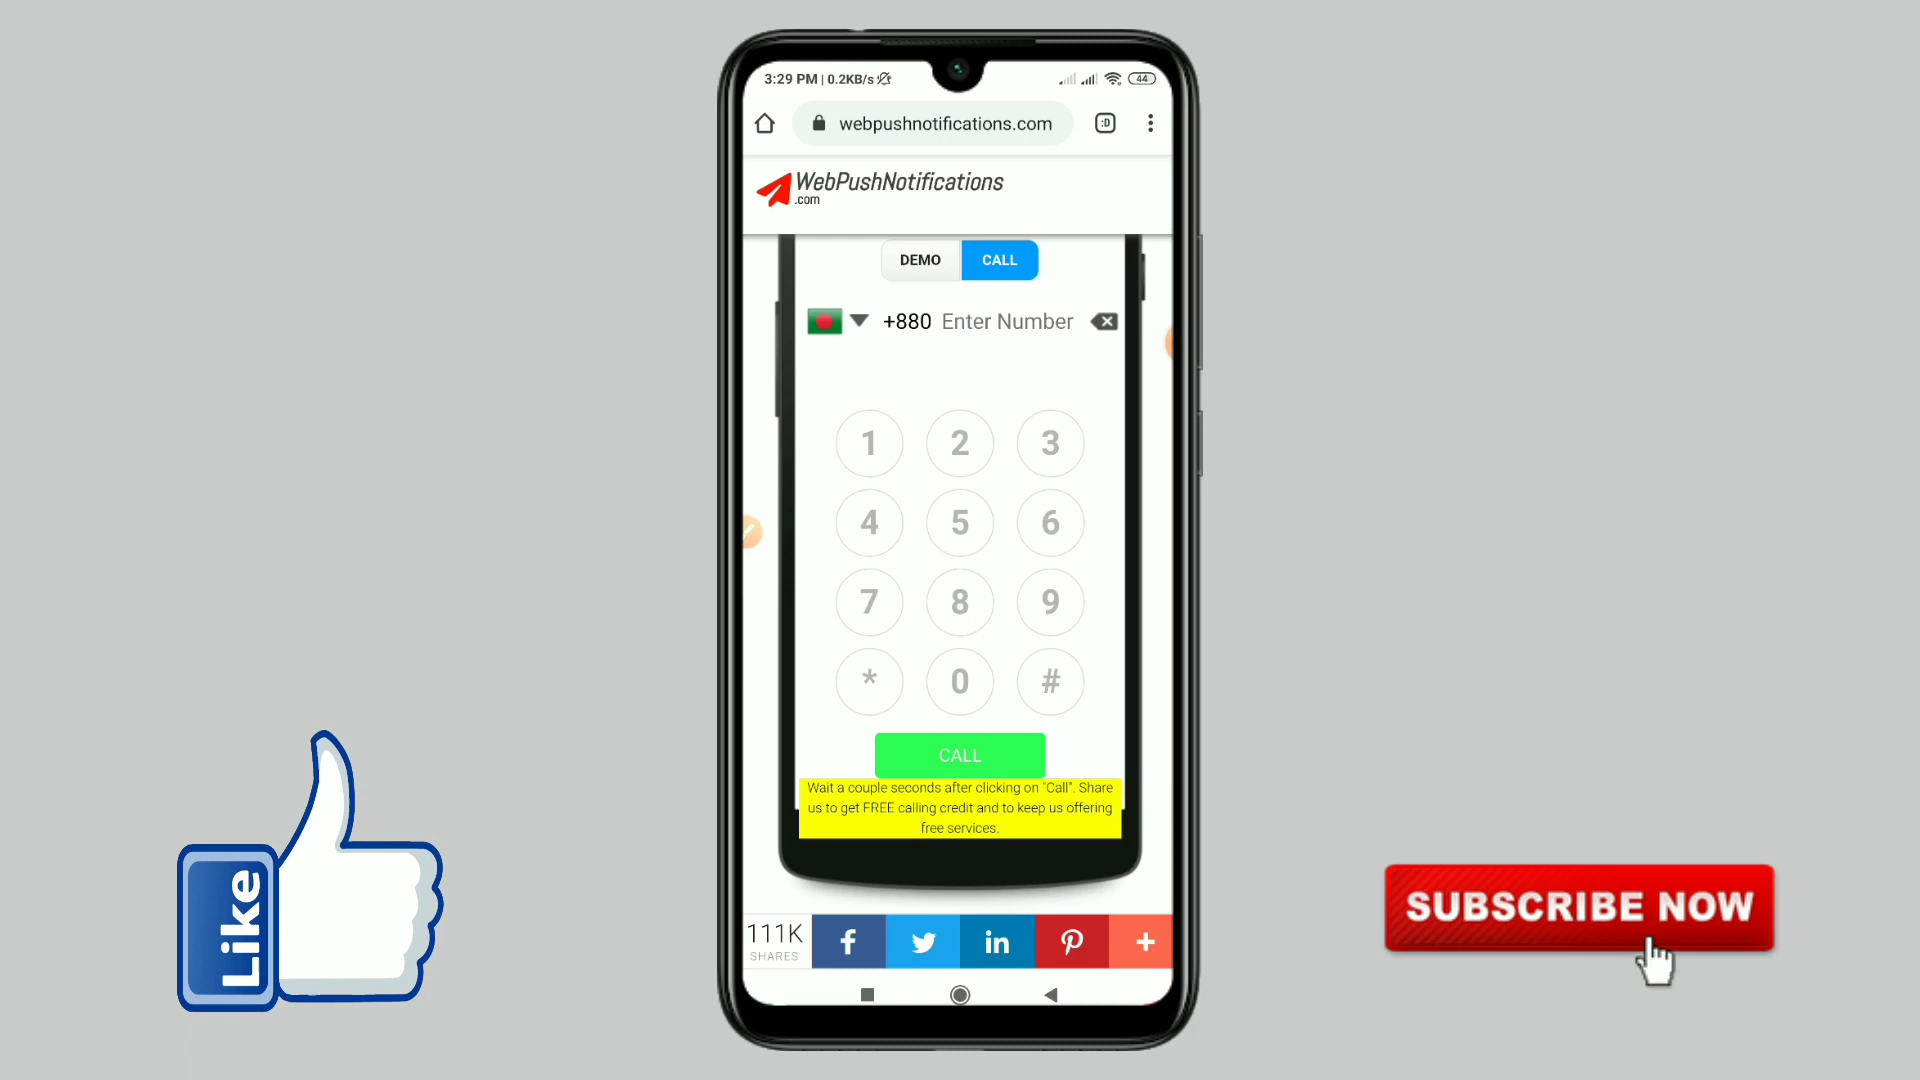 3:29 PM | 0.2KB/s
44
webpushnotifications.com
:D
WebPushNotifications
.com
DEMO CALL
+880 Enter Number
1 2 3
4 5 6
7 8 9
* 0 #
CALL
Wait a couple seconds after clicking on "Call". Share
us to get FREE calling credit and to keep us offering
free services.
111K
SHARES
f in +
Like
SUBSCRIBE NOW